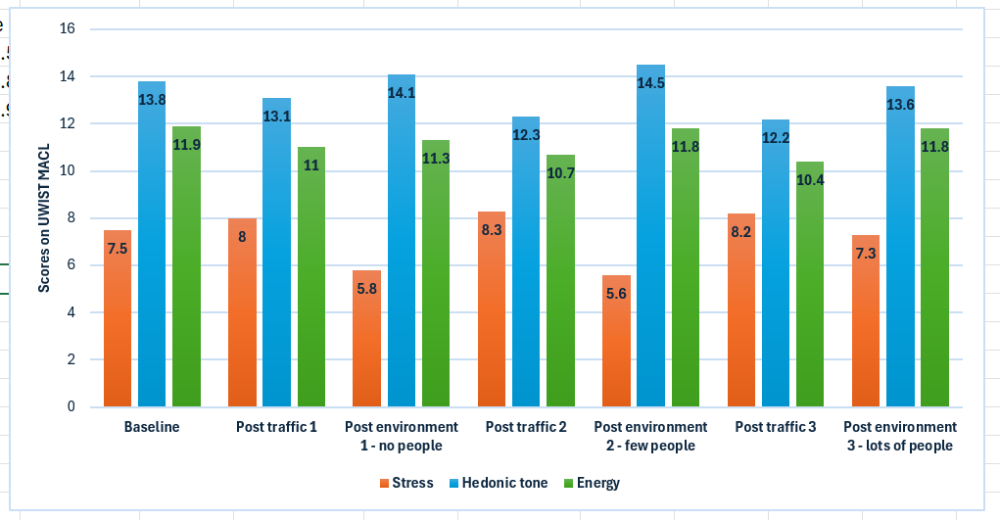 16
14
12
10
8
6
4
2
0
Scores on UWIST MACL
7.5
13.8
11.9
8
13.1
11
5.8
14.1
11.3
8.3
12.3
10.7
5.6
14.5
11.8
8.2
12.2
10.4
7.3
13.6
11.8
Baseline
Post traffic 1
Post environment
1 - no people
Post traffic 2
Post environment
2 - few people
Post traffic 3
Post environment
3 - lots of people
Stress Hedonic tone Energy